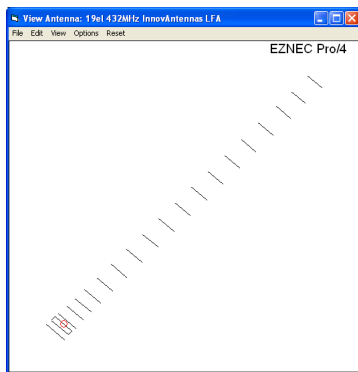 View Antenna: 19el 432MHz InnovAntennas LFA
File Edit View Options Reset
EZNEC Pro/4